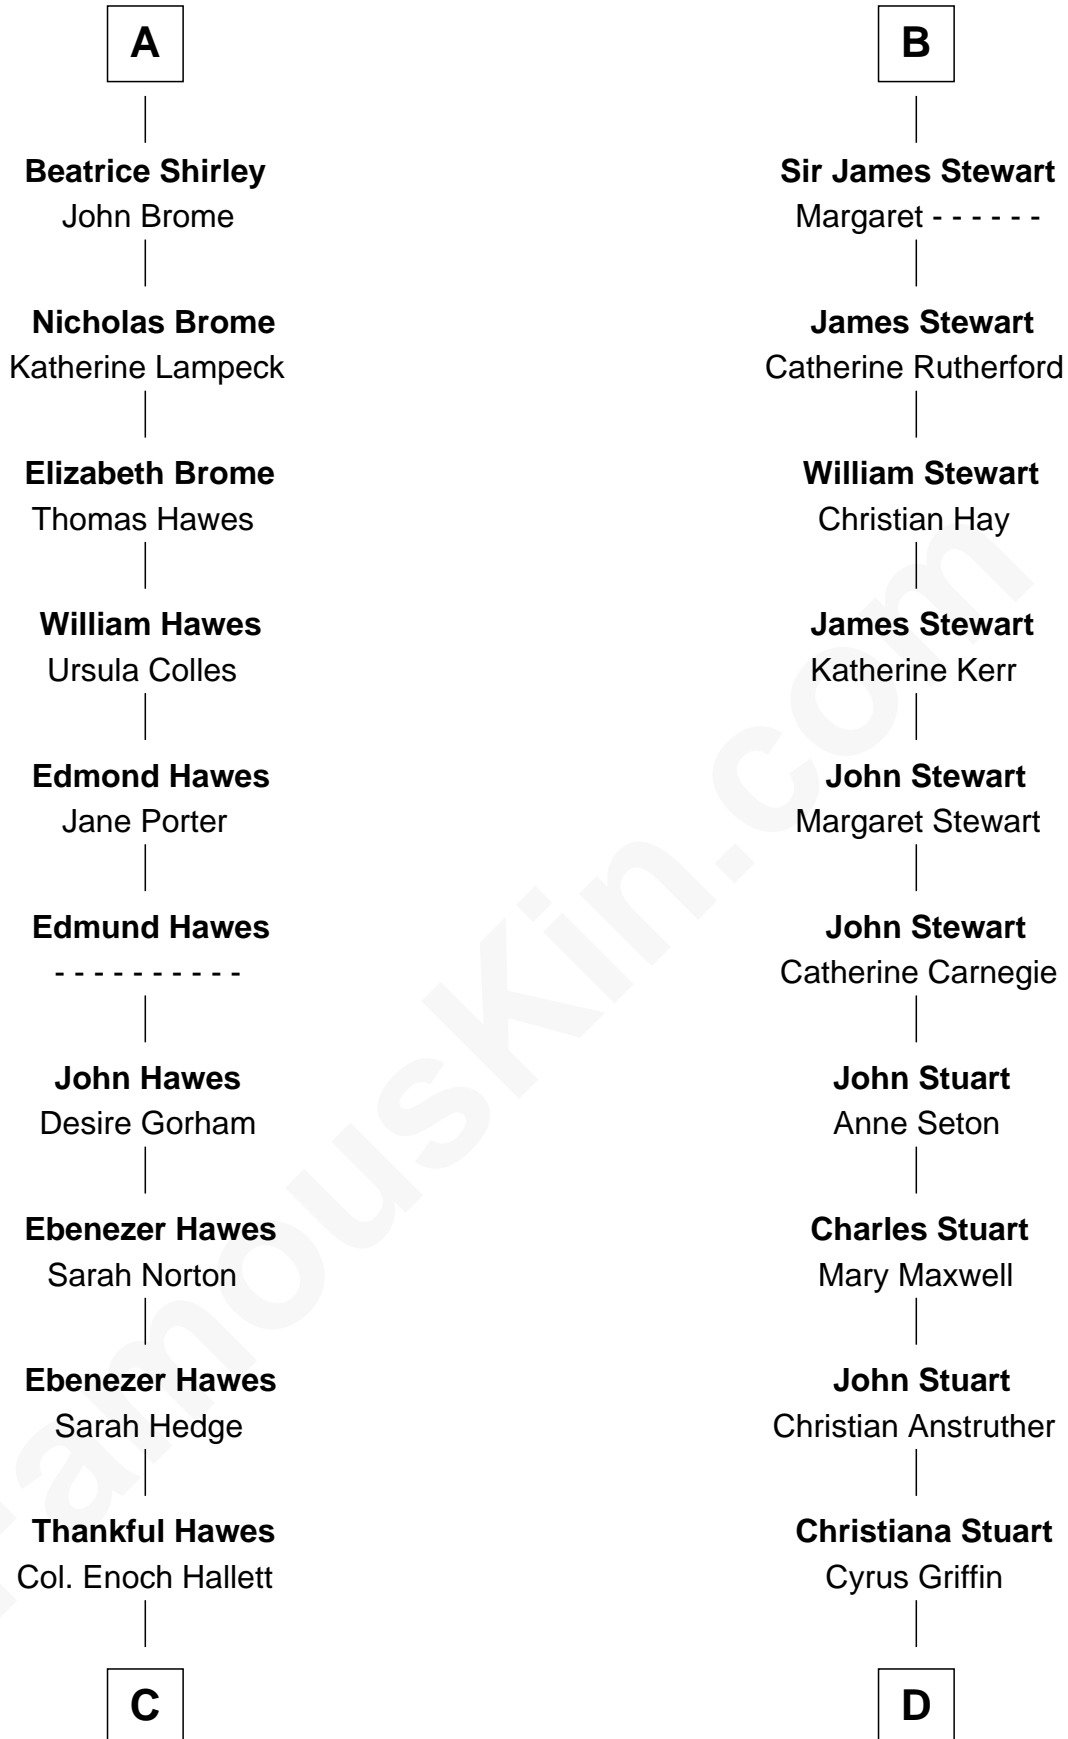 A
Beatrice Shirley
John Brome
Nicholas Brome
Katherine Lampeck
Elizabeth Brome
Thomas Hawes
William Hawes
Ursula Colles
Edmond Hawes
Jane Porter
Edmund Hawes
- - - - - - - - - -
John Hawes
Desire Gorham
Ebenezer Hawes
Sarah Norton
Ebenezer Hawes
Sarah Hedge
Thankful Hawes
Col. Enoch Hallett
C
B
Sir James Stewart
Margaret - - - - - -
James Stewart
Catherine Rutherford
William Stewart
Christian Hay
James Stewart
Katherine Kerr
John Stewart
Margaret Stewart
John Stewart
Catherine Carnegie
John Stuart
Anne Seton
Charles Stuart
Mary Maxwell
John Stuart
Christian Anstruther
Christiana Stuart
Cyrus Griffin
D
FamousKin.com